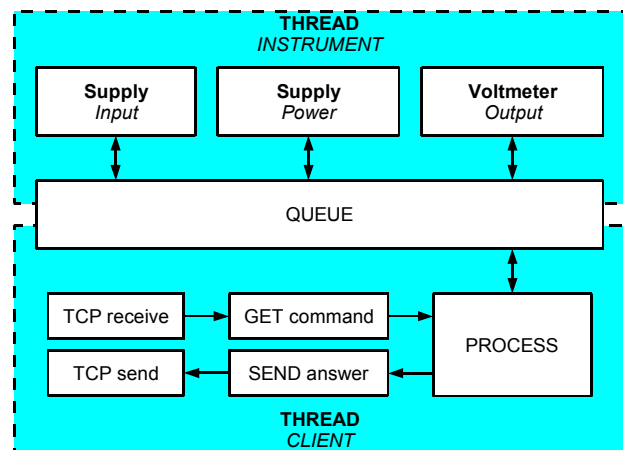 THREAD
INSTRUMENT
Supply
Input
Supply
Power
Voltmeter
Output
QUEUE
TCP receive
GET command
PROCESS
TCP send
SEND answer
THREAD
CLIENT